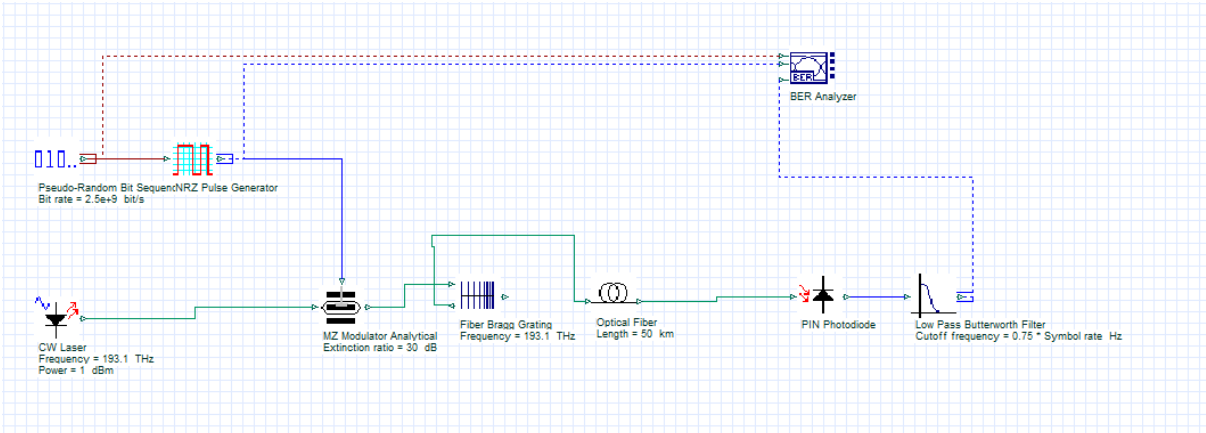 BER
BER Analyzer
010..
Pseudo-Random Bit SequencNRZ Pulse Generator
Bit rate = 2.5e+9 bit/s
MZ Modulator Analytical
Extinction ratio = 30 dB
Fiber Bragg Grating
Frequency = 193.1 THz
Optical Fiber
Length = 50 km
PIN Photodiode
Low Pass Butterworth Filter
Cutoff frequency = 0.75 * Symbol rate Hz
CW Laser
Frequency = 193.1 THz
Power = 1 dBm